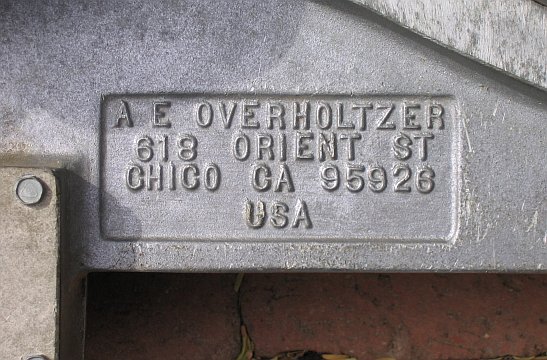 A E OVERHOLTZER
618 ORIENT ST
CHICO CA 95926
USA